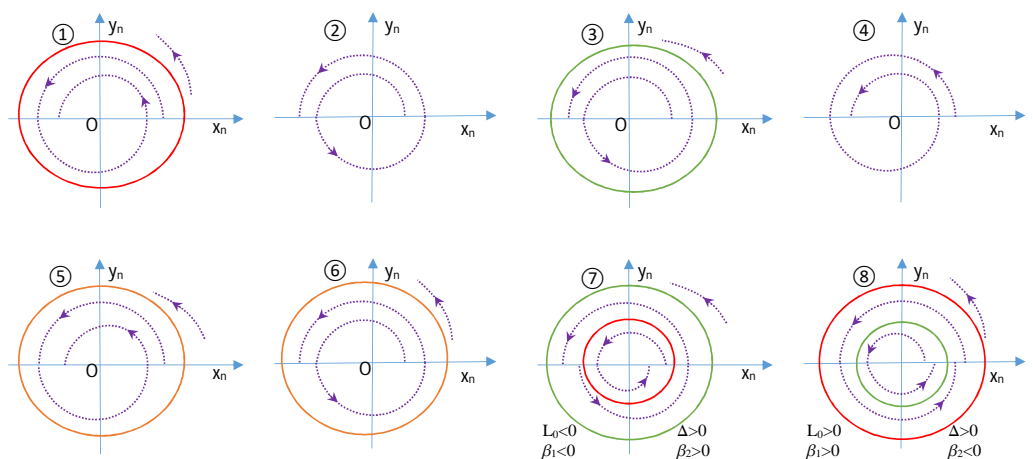 ① yₙ
O
xₙ
② yₙ
O
xₙ
③ yₙ
O
xₙ
④ yₙ
O
xₙ
⑤ yₙ
O
xₙ
⑥ yₙ
O
xₙ
⑦ yₙ
O
xₙ
L₀<0 Δ>0
β₁<0 β₂>0
⑧ yₙ
O
xₙ
L₀>0 Δ>0
β₁>0 β₂<0